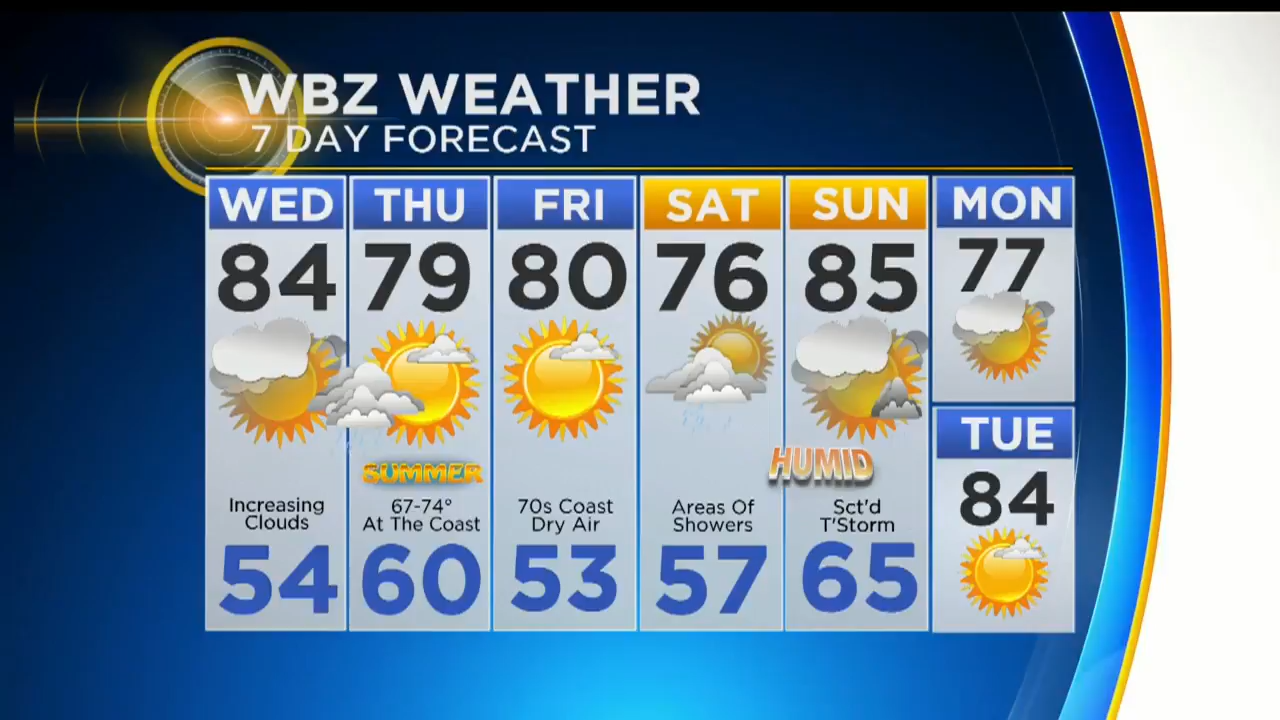 WBZ WEATHER
7 DAY FORECAST
WED
84
Increasing
Clouds
54
THU
79
SUMMER
67-74°
At The Coast
60
FRI
80
70s Coast
Dry Air
53
SAT
76
Areas Of
Showers
57
SUN
85
HUMID
Sct'd
T'Storm
65
MON
77
TUE
84